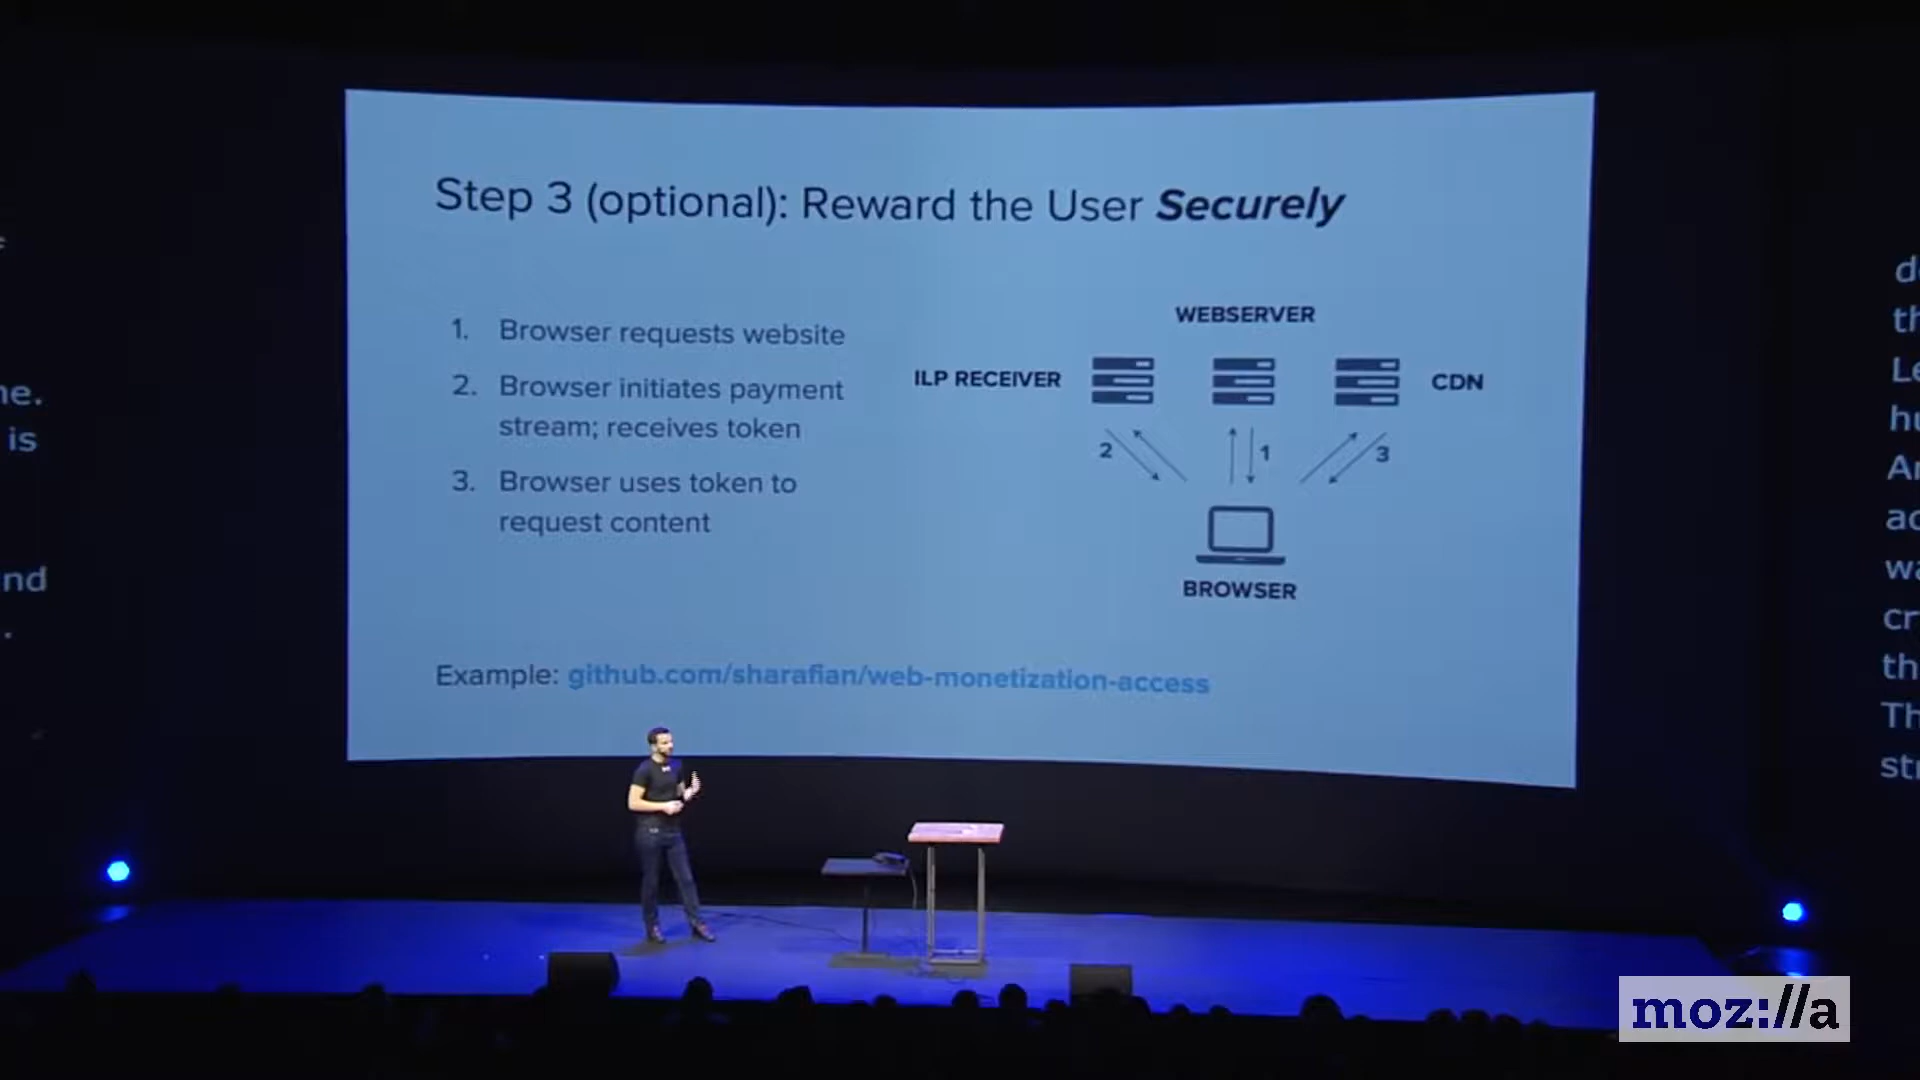 Step 3 (optional): Reward the User Securely
1. Browser requests website
2. Browser initiates payment
stream; receives token
3. Browser uses token to
request content
WEBSERVER
ILP RECEIVER
CDN
2
1
3
BROWSER
Example: github.com/sharafian/web-monetization-access
is
moz://a